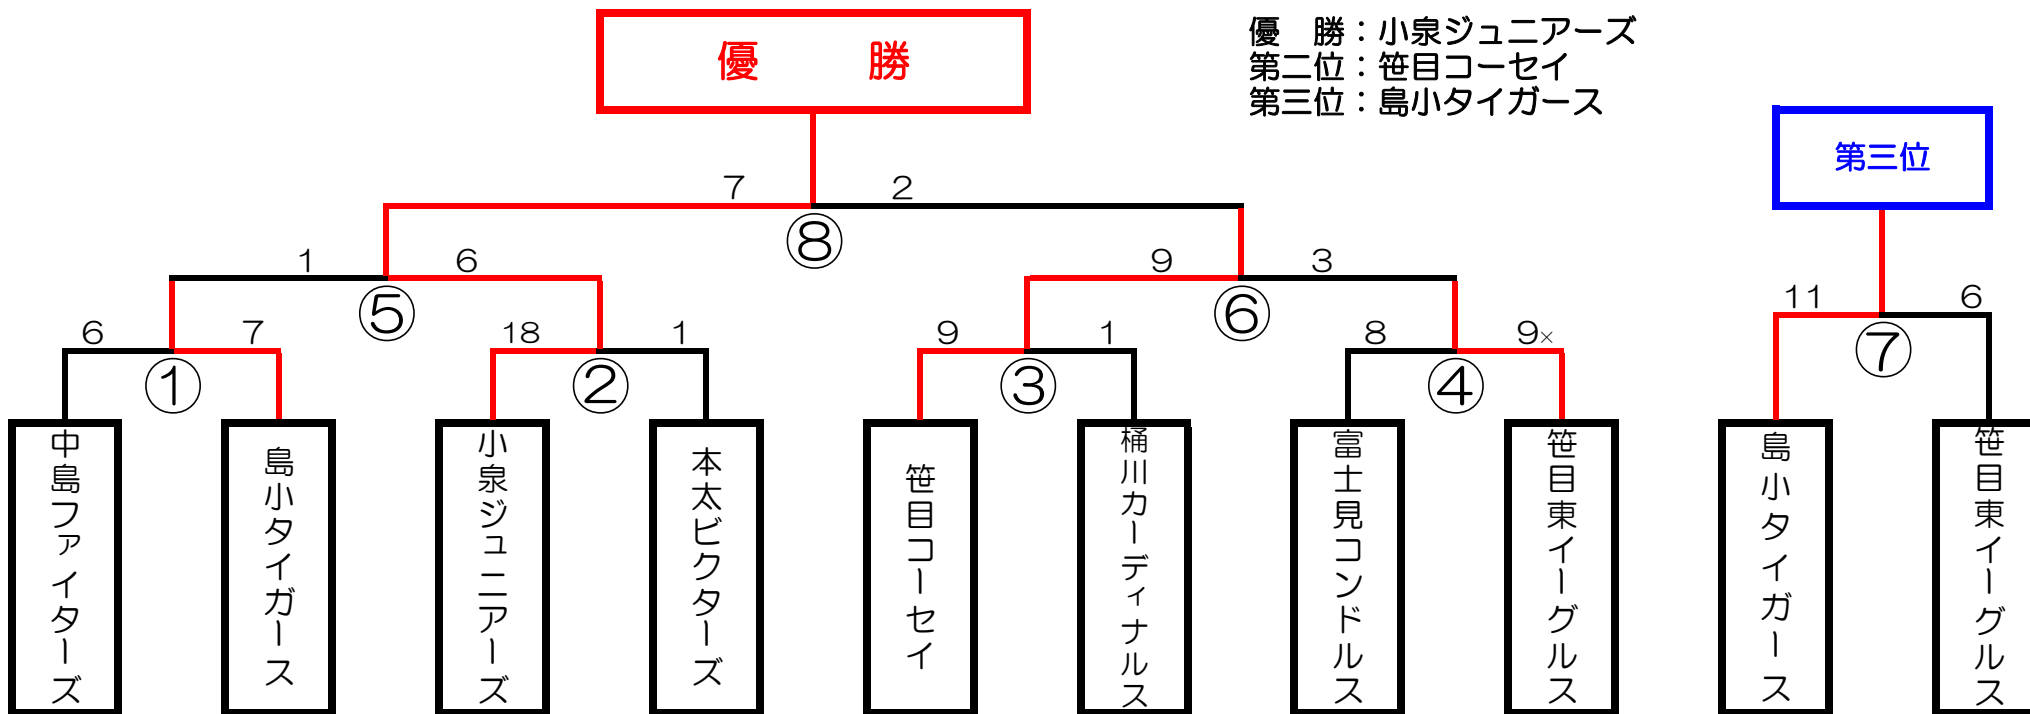 優　勝
優　勝：小泉ジュニアーズ
第二位：笹目コーセイ
第三位：島小タイガース
第三位
7 2
⑧
1 6
⑤
9 3
⑥
11 6
⑦
6 7
①
18 1
②
9 1
③
8 9×
④
中島ファイターズ
島小タイガース
小泉ジュニアーズ
本太ビクターズ
笹目コーセイ
桶川カーディナルス
富士見コンドルス
笹目東イーグルス
島小タイガース
笹目東イーグルス